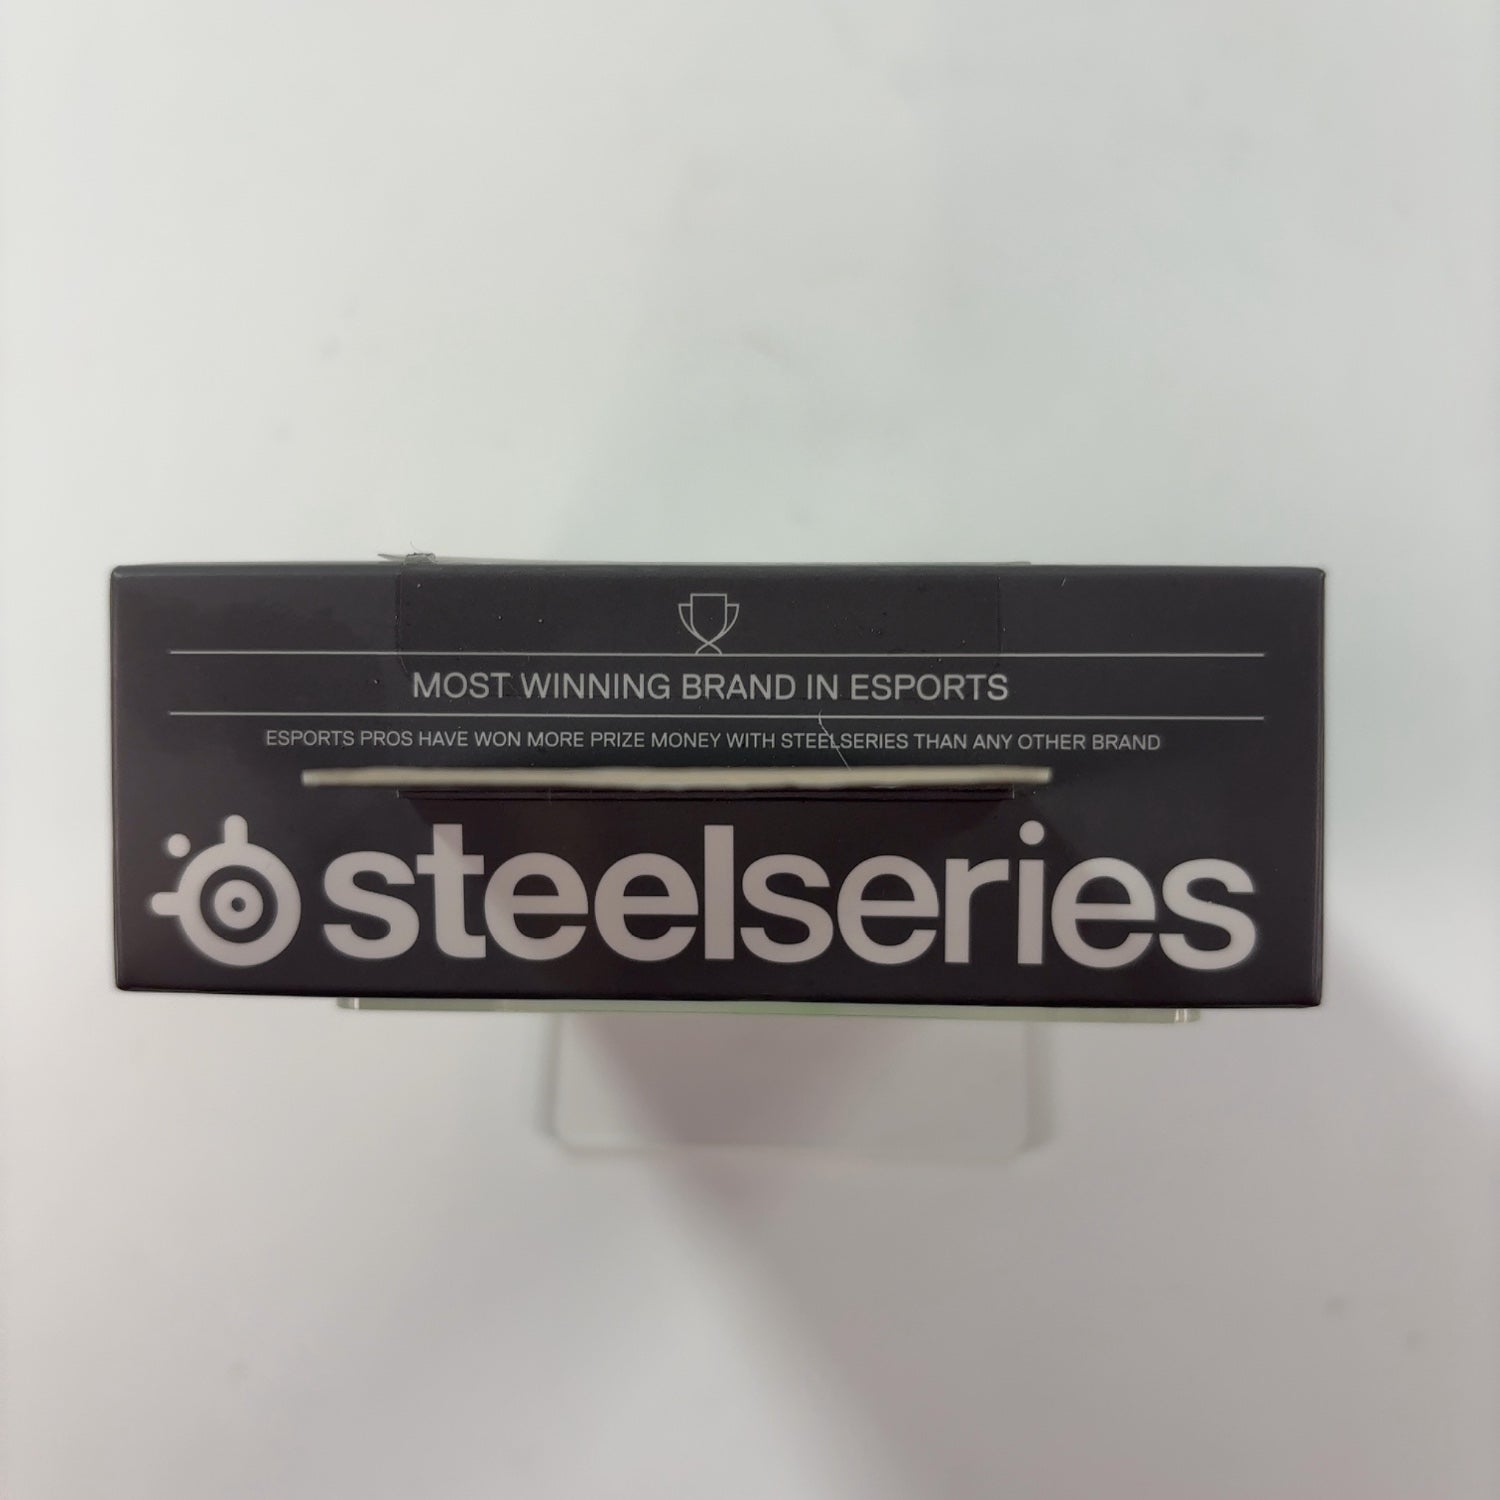 MOST WINNING BRAND IN ESPORTS
ESPORTS PROS HAVE WON MORE PRIZE MONEY WITH STEELSERIES THAN ANY OTHER BRAND
steelseries